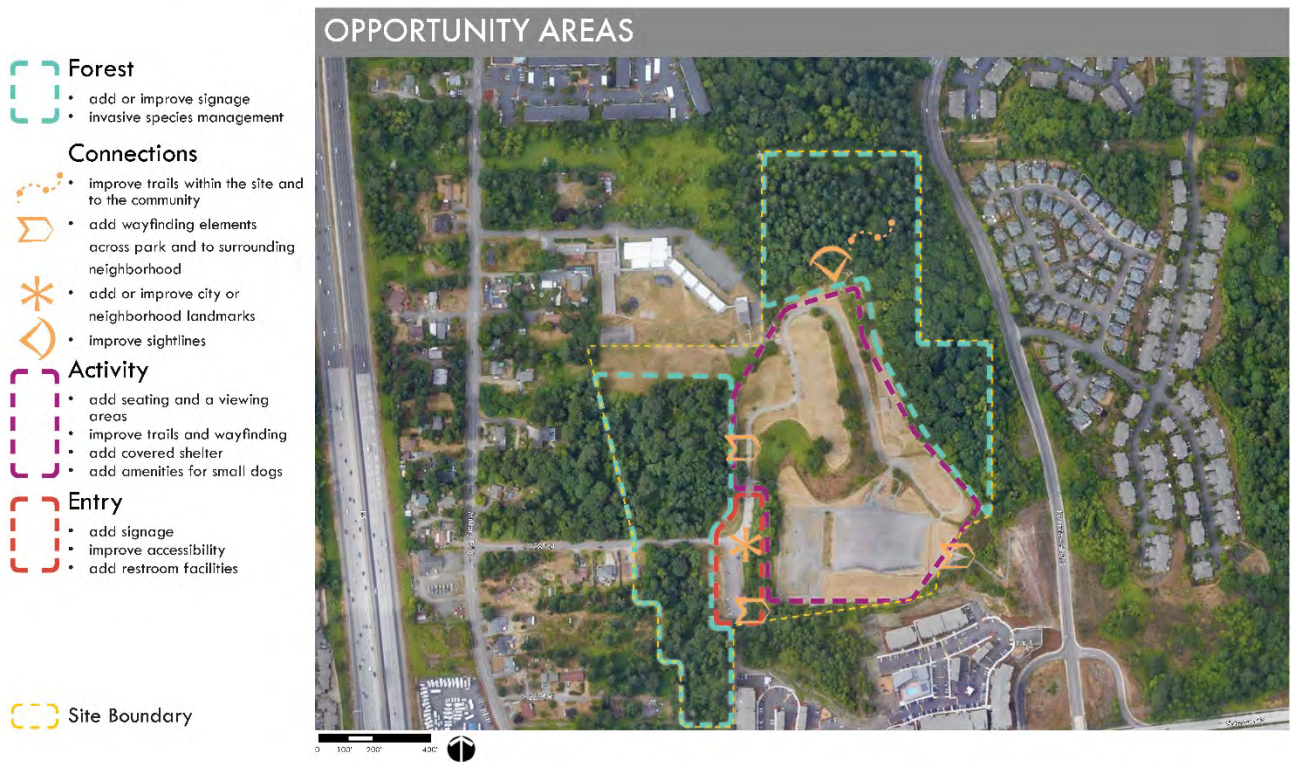 OPPORTUNITY AREAS
Forest
• add or improve signage
• invasive species management
Connections
• improve trails within the site and
to the community
• add wayfinding elements
across park and to surrounding
neighborhood
• add or improve city or
neighborhood landmarks
• improve sightlines
Activity
• add seating and a viewing
areas
• improve trails and wayfinding
• add covered shelter
• add amenities for small dogs
Entry
• add signage
• improve accessibility
• add restroom facilities
Site Boundary
0 100' 200' 400'